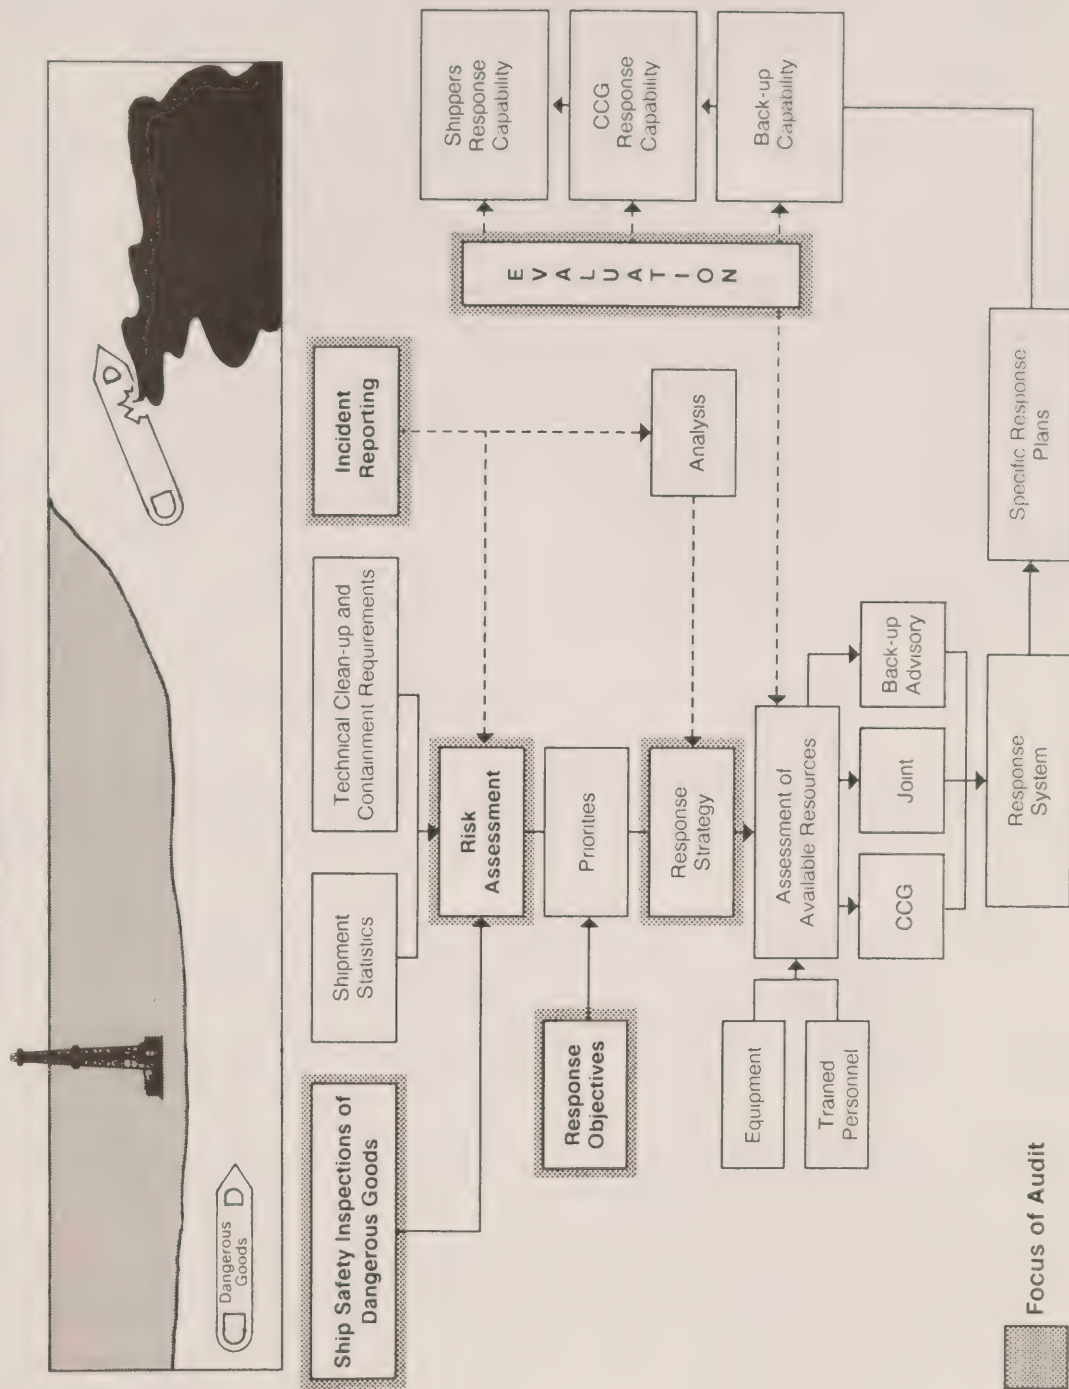 Dangerous
Goods
Ship Safety Inspections of
Dangerous Goods
Shipment
Statistics
Technical Clean-up and
Containment Requirements
Incident
Reporting
Risk
Assessment
Response
Objectives
Priorities
Response
Strategy
Analysis
EVALUATION
Shippers
Response
Capability
CCG
Response
Capability
Back-up
Capability
Equipment
Trained
Personnel
Assessment of
Available Resources
CCG
Joint
Back-up
Advisory
Response
System
Specific Response
Plans
Focus of Audit